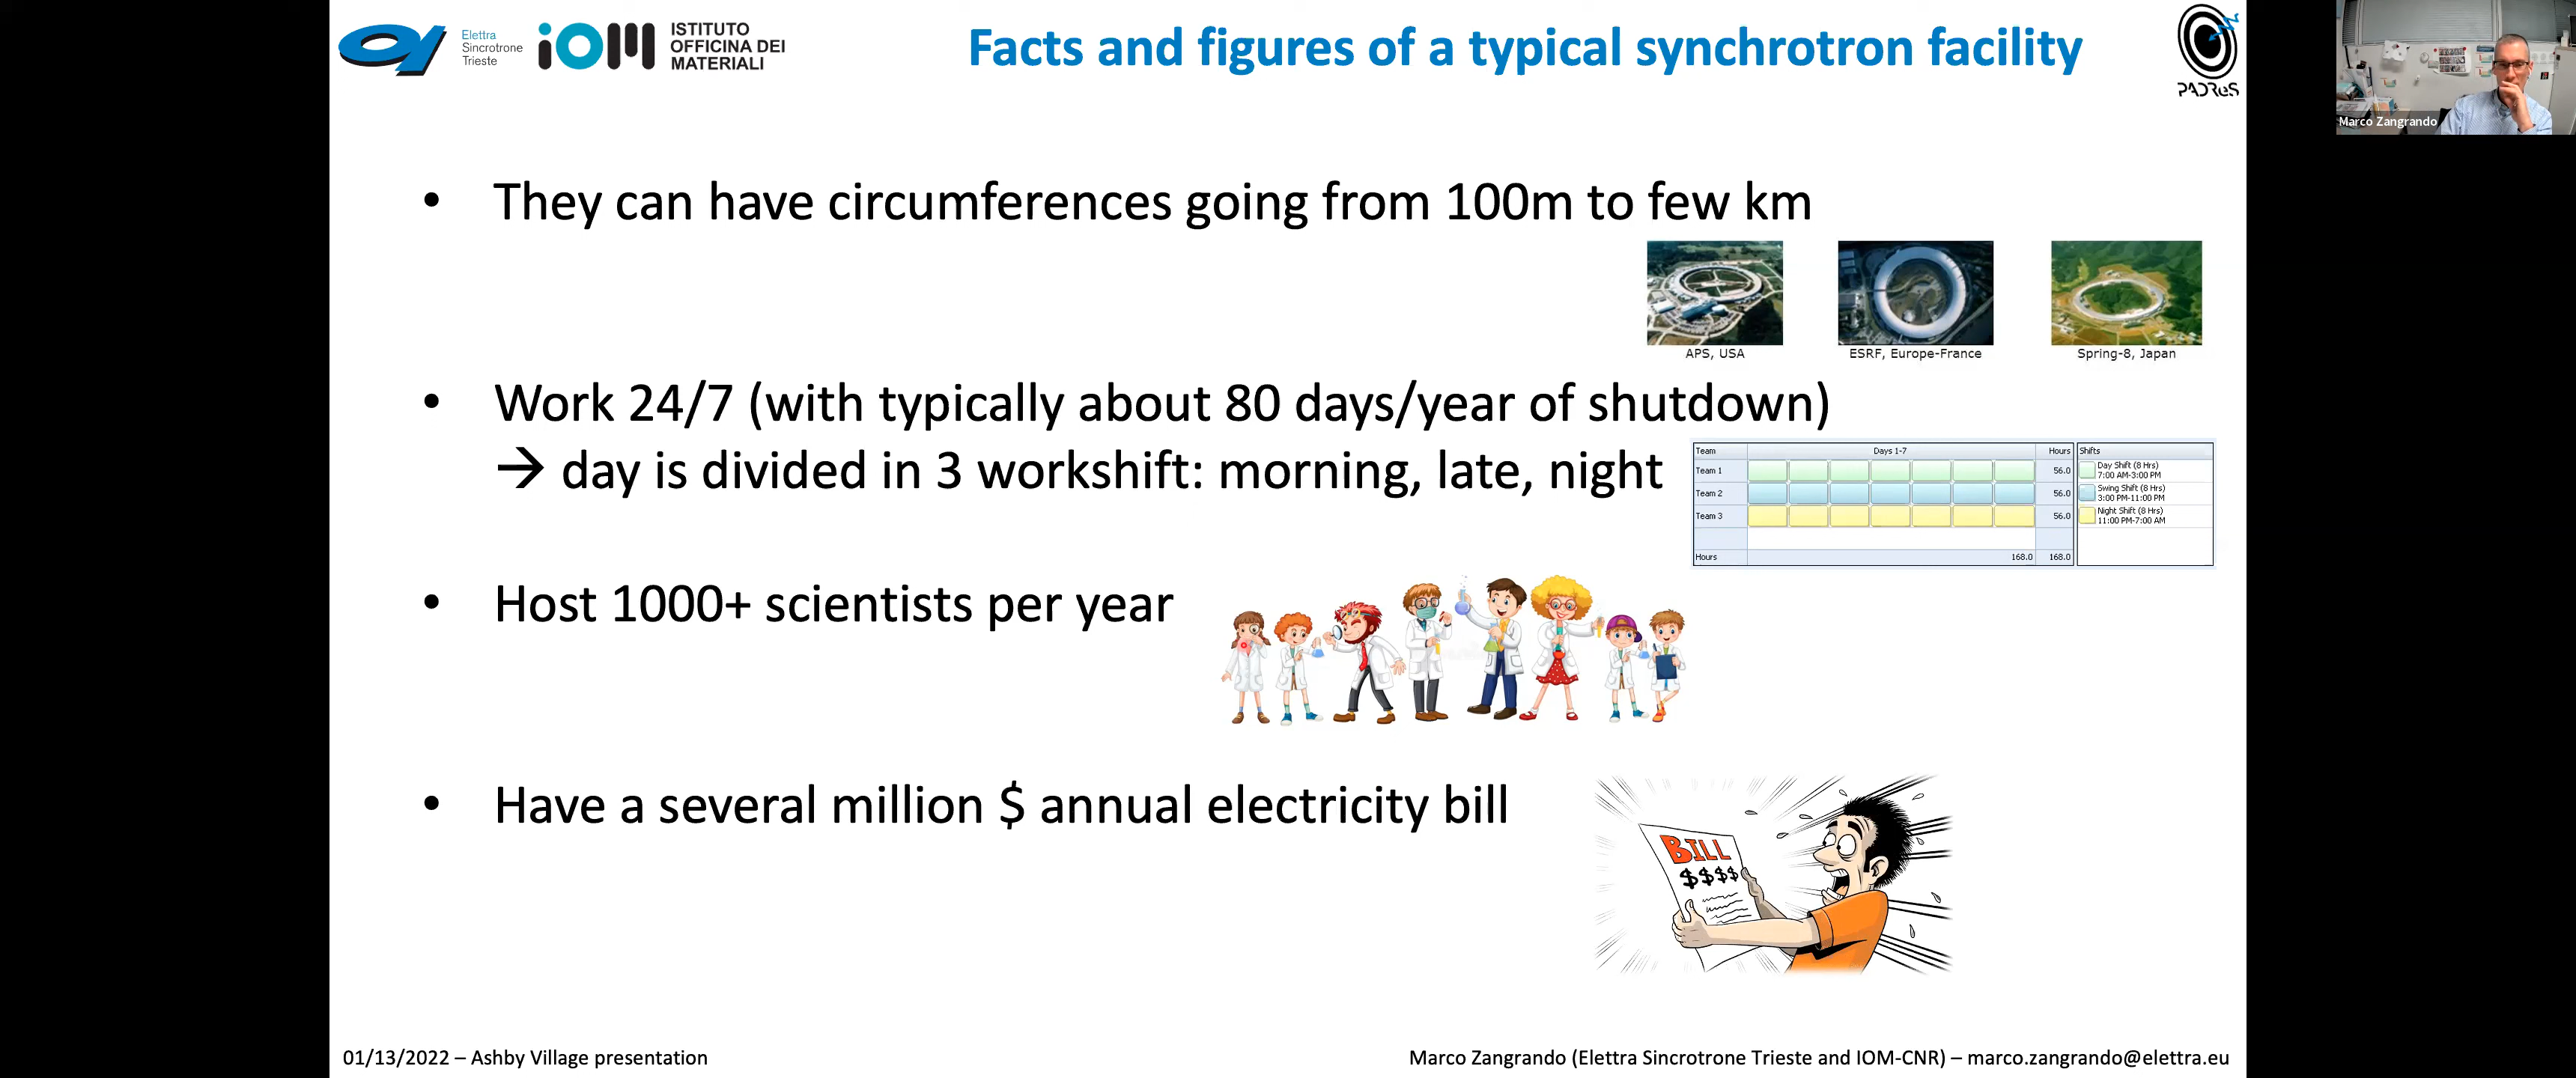 Elettra
Sincrotrone
Trieste
iOM
ISTITUTO
OFFICINA DEI
MATERIALI
Facts and figures of a typical synchrotron facility
PADReS
Marco Zangrando
• They can have circumferences going from 100m to few km
APS, USA
ESRF, Europe-France
Spring-8, Japan
• Work 24/7 (with typically about 80 days/year of shutdown)
→ day is divided in 3 workshift: morning, late, night
Team Days 1-7 Hours Shifts
Team 1 56.0 Day Shift (8 Hrs)
7:00 AM-3:00 PM
Team 2 56.0 Swing Shift (8 Hrs)
3:00 PM-11:00 PM
Team 3 56.0 Night Shift (8 Hrs)
11:00 PM-7:00 AM
Hours 168.0 168.0
• Host 1000+ scientists per year
• Have a several million $ annual electricity bill
BILL
$$$$
01/13/2022 – Ashby Village presentation
Marco Zangrando (Elettra Sincrotrone Trieste and IOM-CNR) – marco.zangrando@elettra.eu